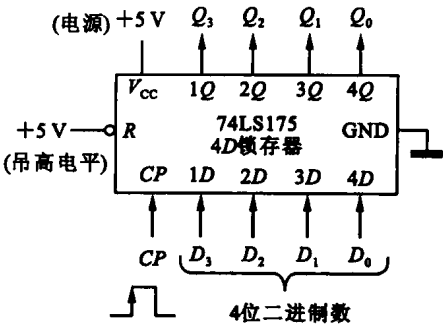 (电源) +5 V Q₃ Q₂ Q₁ Q₀
V_CC 1Q 2Q 3Q 4Q
+5 V R 74LS175 GND
(吊高电平) 4D锁存器
CP 1D 2D 3D 4D
CP D₃ D₂ D₁ D₀
4位二进制数